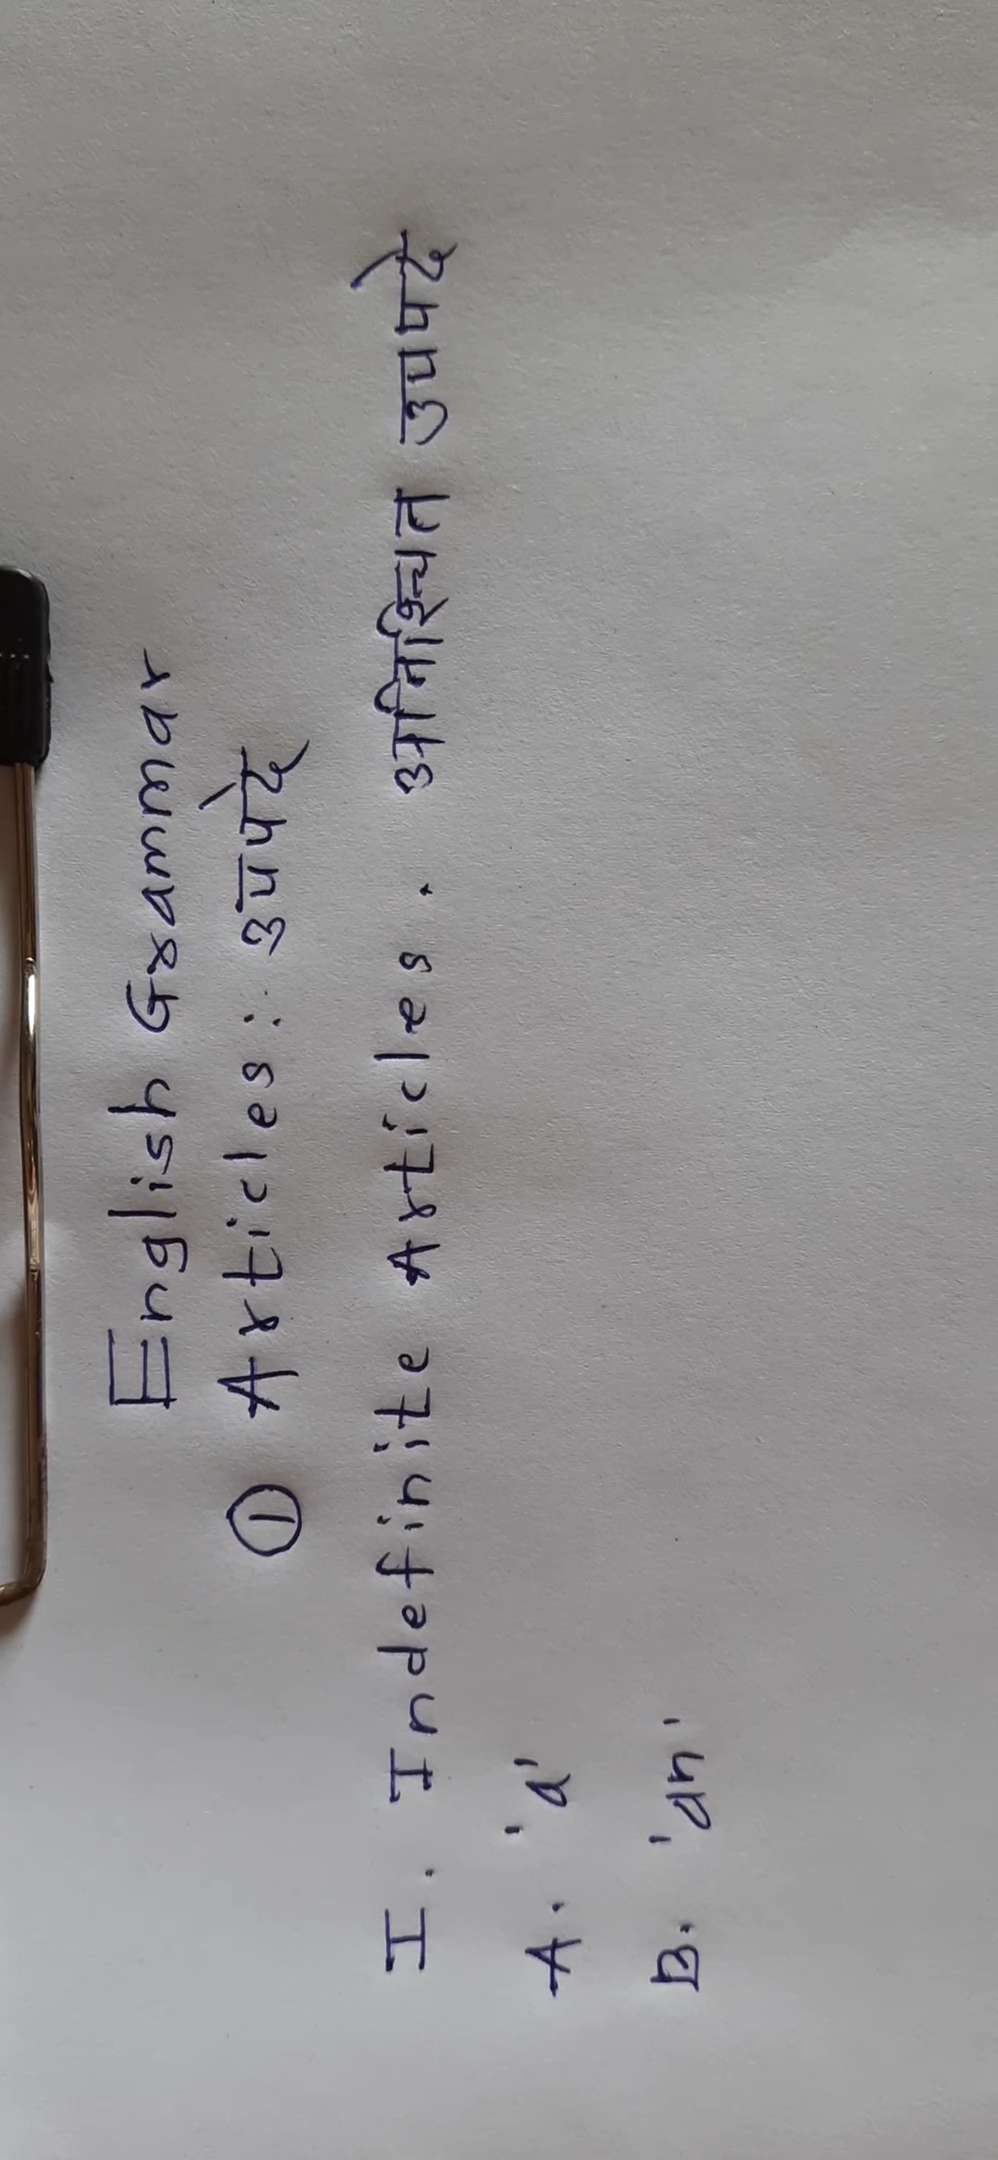 English Grammar
① Articles: उपपदे
I. Indefinite Articles. अनिश्चित उपपदे
A. 'a'
B. 'an'